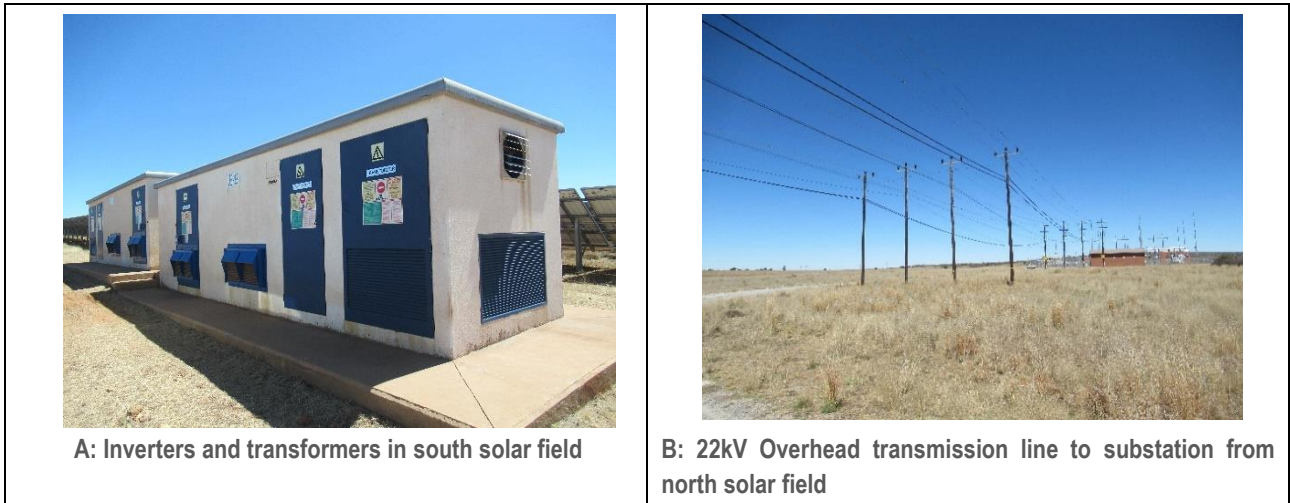 A: Inverters and transformers in south solar field
B: 22kV Overhead transmission line to substation from
north solar field